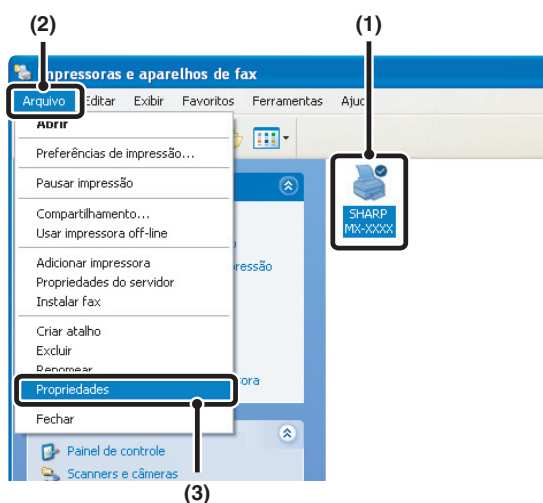 (2)
(1)
Impressoras e aparelhos de fax
Arquivo Editar Exibir Favoritos Ferramentas
Abrir
Preferências de impressão...
Pausar impressão
Compartilhamento...
Usar impressora off-line
Adicionar impressora
Propriedades do servidor
Instalar fax
Criar atalho
Excluir
Renomear
Propriedades
Fechar
SHARP
MX-XXXX
Painel de controle
Scanners e câmeras
(3)